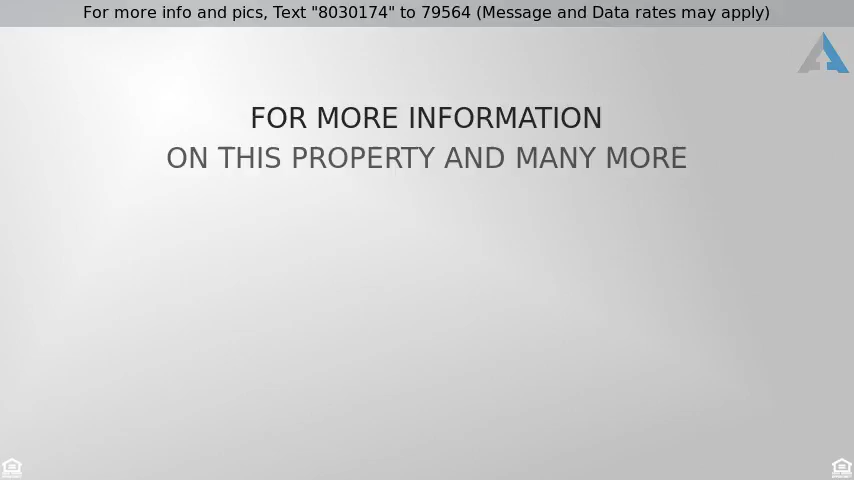 For more info and pics, Text "8030174" to 79564 (Message and Data rates may apply)
FOR MORE INFORMATION
ON THIS PROPERTY AND MANY MORE